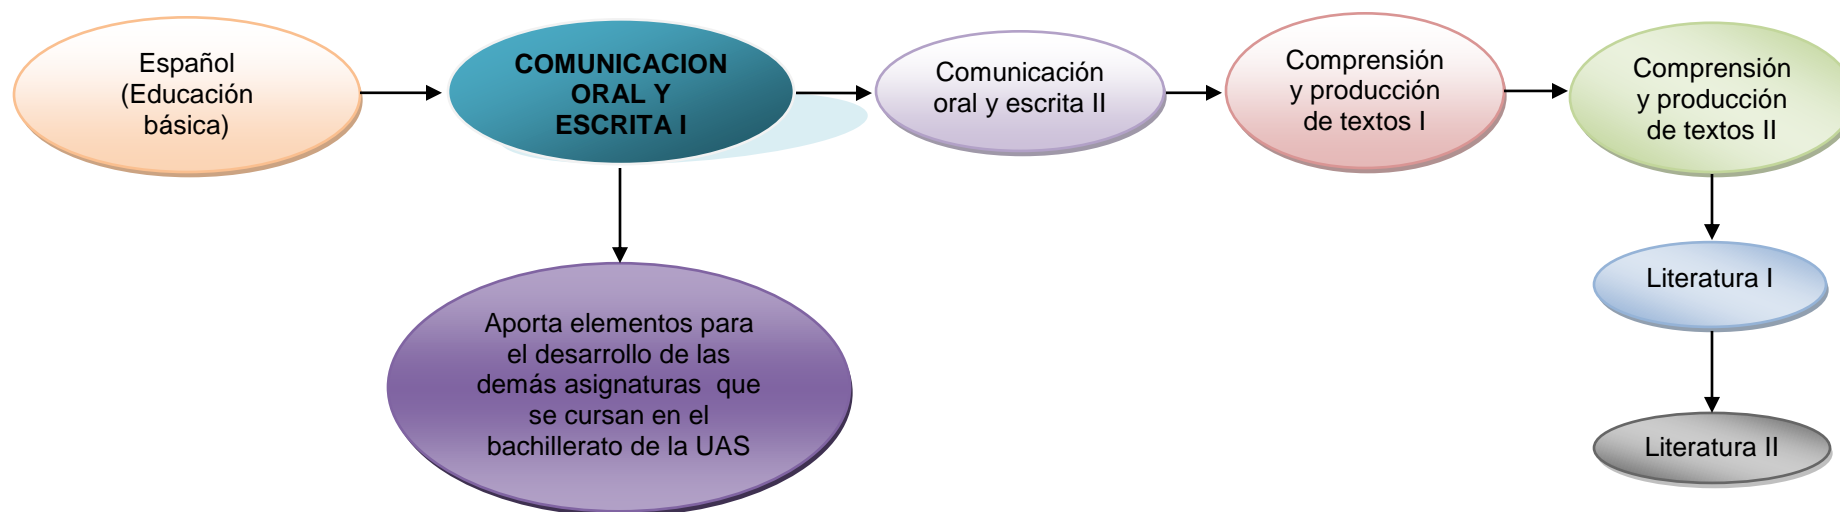 Español
(Educación
básica)
COMUNICACION
ORAL Y
ESCRITA I
Comunicación
oral y escrita II
Comprensión
y producción
de textos I
Comprensión
y producción
de textos II
Aporta elementos para
el desarrollo de las
demás asignaturas  que
se cursan en el
bachillerato de la UAS
Literatura I
Literatura II